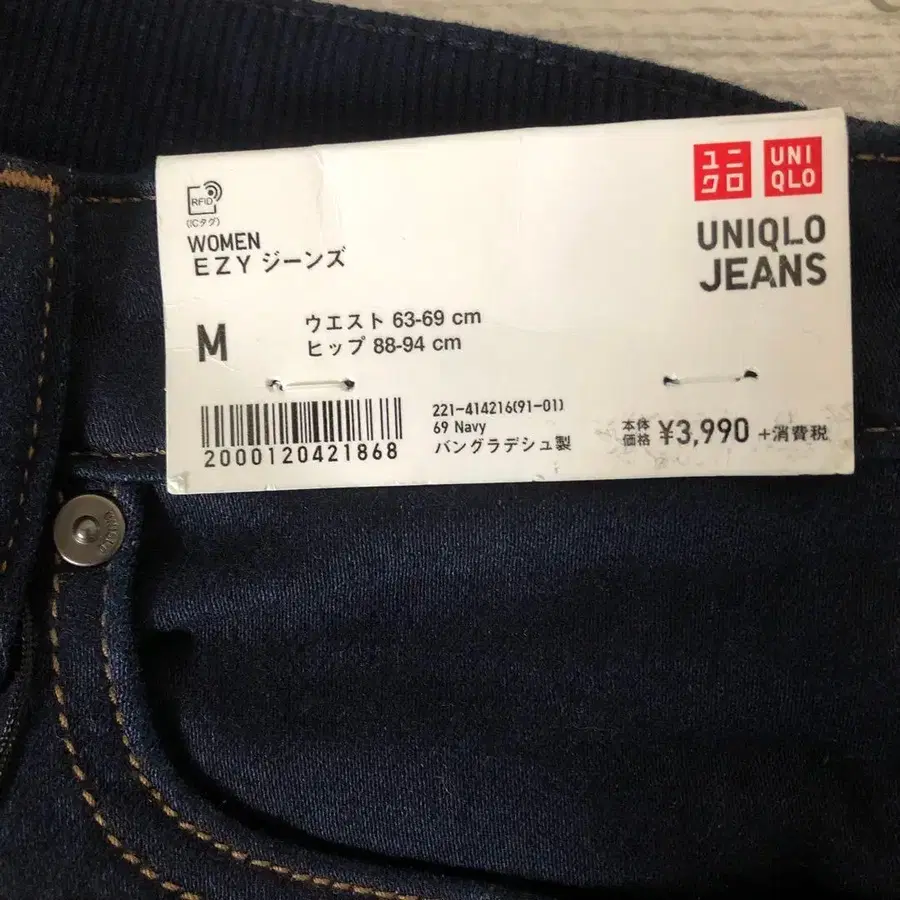 RFID
(ICタグ)
WOMEN
EZY ジーンズ
ユニ
クロ
UNI
QLO
UNIQLO
JEANS
M
ウエスト 63-69 cm
ヒップ 88-94 cm
2000120421868
221-414216(91-01)
69 Navy
バングラデシュ製
本体
価格 ¥3,990 +消費税